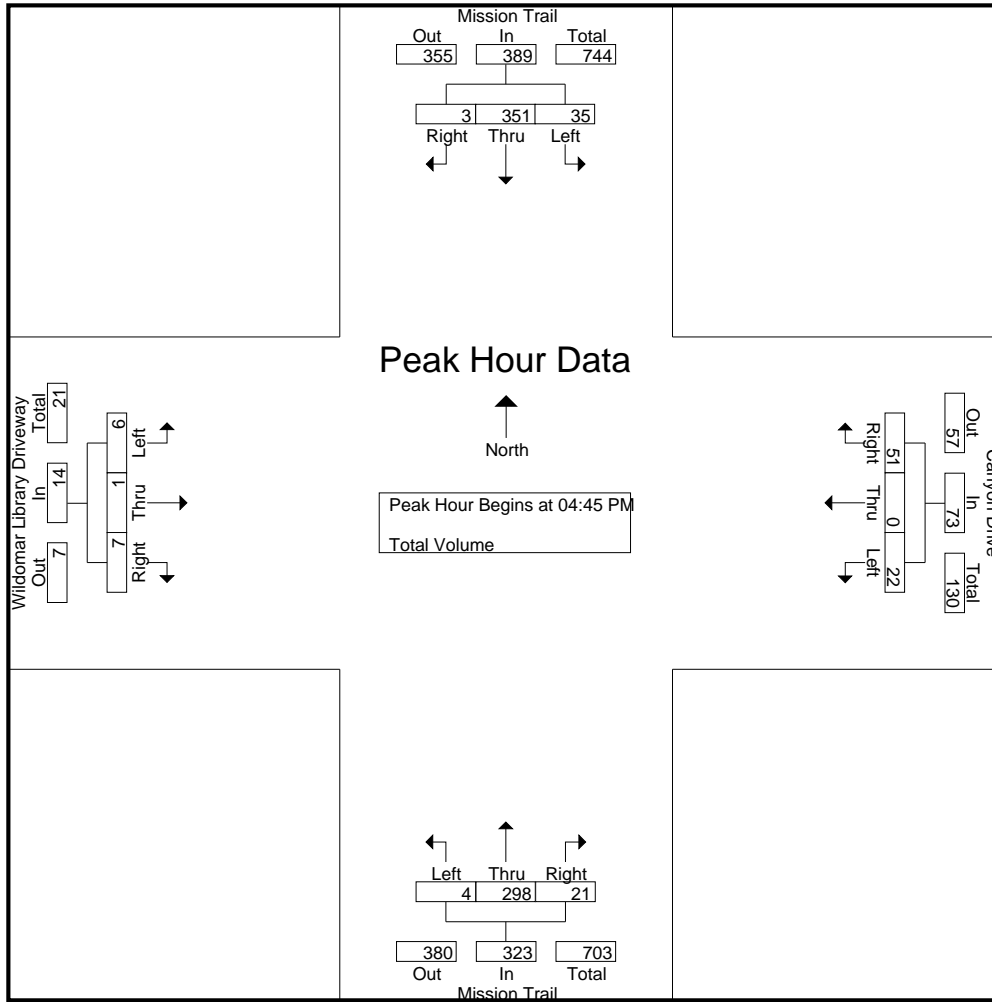 Mission Trail
Out In Total
355 389 744
3 351 35
Right Thru Left
Peak Hour Data
North
Peak Hour Begins at 04:45 PM
Total Volume
Wildomar Library Driveway
Total In Out
21 14 7
6 1 7
Left Thru Right
Right Thru Left
51 0 22
Out In Total
57 73 130
Canyon Drive
Left Thru Right
4 298 21
380 323 703
Out In Total
Mission Trail